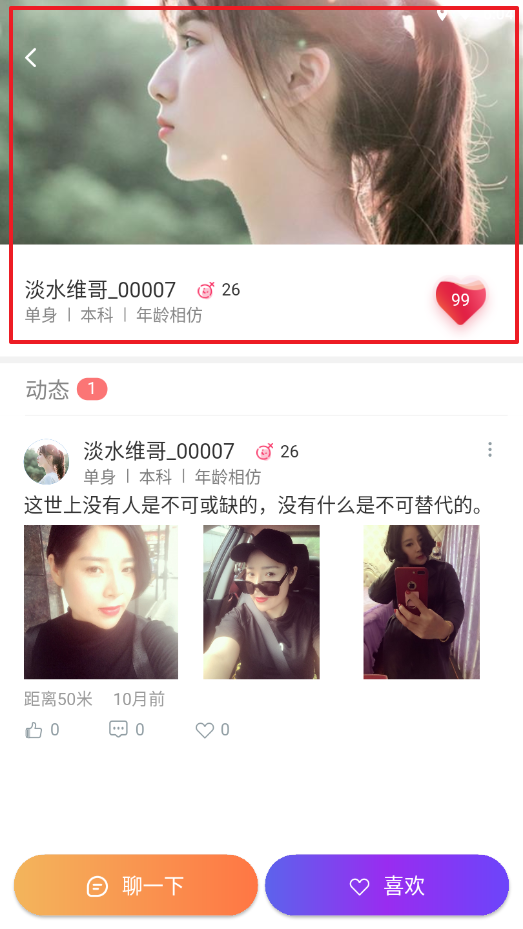 淡水维哥_00007 26
单身 | 本科 | 年龄相仿
99
动态 1
淡水维哥_00007 26
单身 | 本科 | 年龄相仿
这世上没有人是不可或缺的，没有什么是不可替代的。
距离50米 10月前
0 0 0
聊一下 喜欢